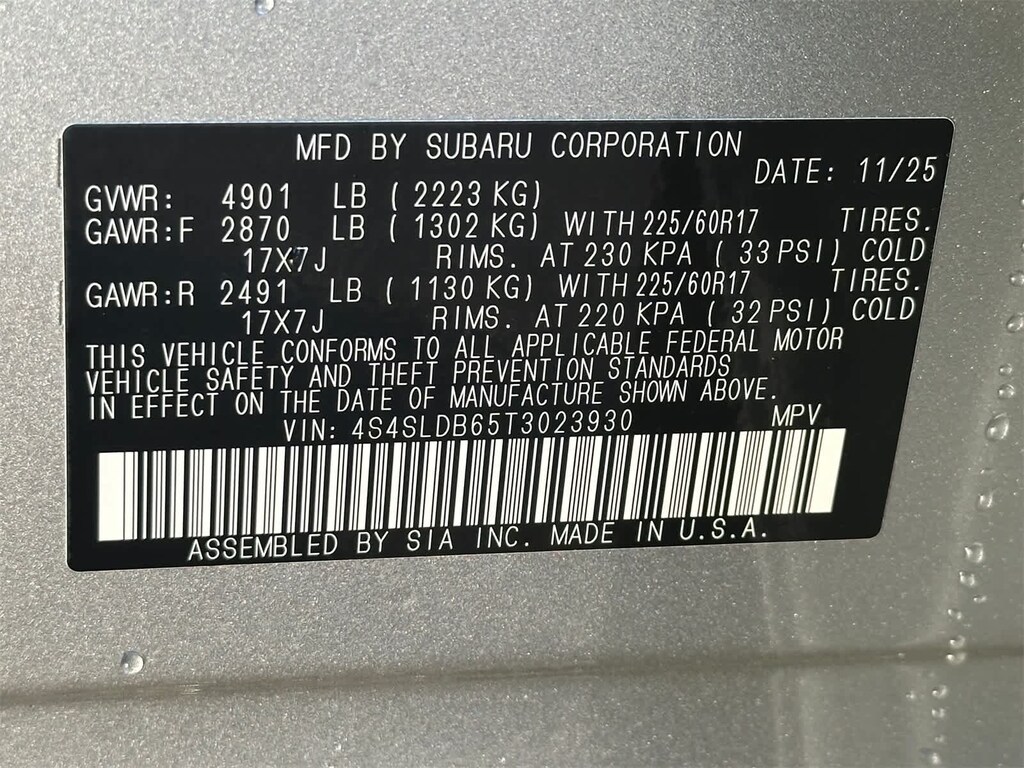 MFD BY SUBARU CORPORATION
DATE: 11/25
GVWR: 4901 LB ( 2223 KG)
GAWR:F 2870 LB ( 1302 KG) WITH 225/60R17 TIRES.
17X7J RIMS. AT 230 KPA ( 33 PSI) COLD
GAWR:R 2491 LB ( 1130 KG) WITH 225/60R17 TIRES.
17X7J RIMS. AT 220 KPA ( 32 PSI) COLD
THIS VEHICLE CONFORMS TO ALL APPLICABLE FEDERAL MOTOR
VEHICLE SAFETY AND THEFT PREVENTION STANDARDS
IN EFFECT ON THE DATE OF MANUFACTURE SHOWN ABOVE.
VIN: 4S4SLDB65T3023930 MPV
ASSEMBLED BY SIA INC. MADE IN U.S.A.